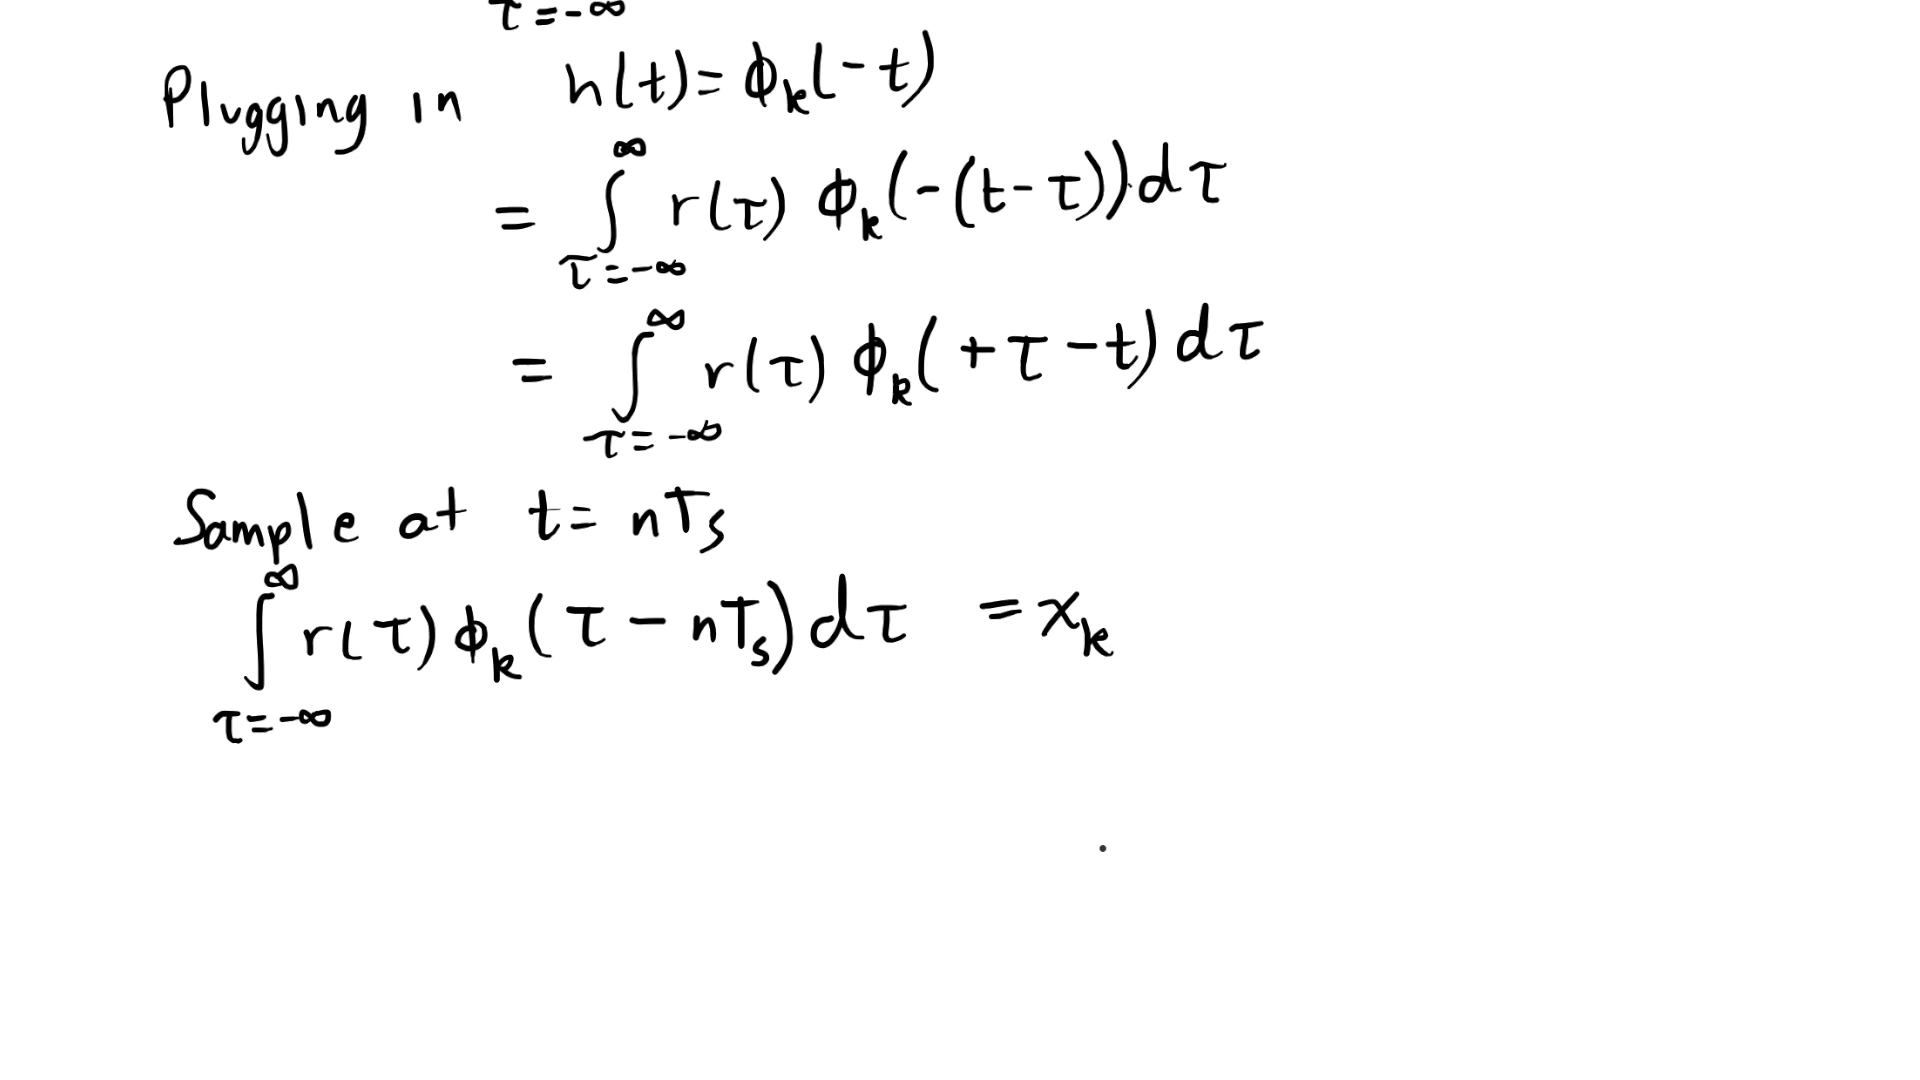 τ=-∞
Plugging in h(t)= ϕₖ(-t)
= ∫_{τ=-∞}^{∞} r(τ) ϕₖ(-(t-τ))dτ
= ∫_{τ=-∞}^{∞} r(τ) ϕₖ(+τ-t)dτ
Sample at t= nTₛ
∫_{τ=-∞}^{∞} r(τ)ϕₖ(τ-nTₛ)dτ =xₖ